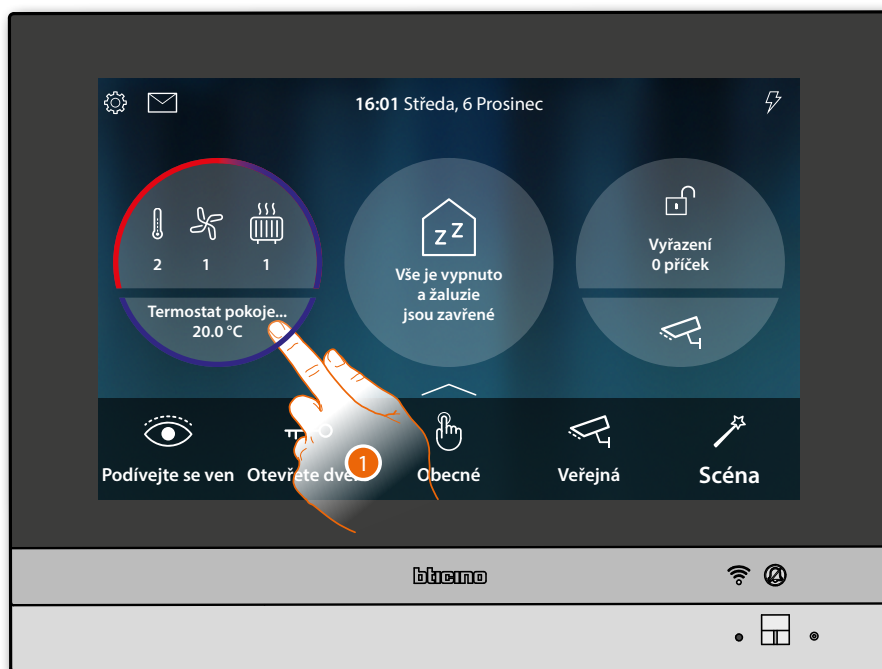 16:01 Středa, 6 Prosinec
2 1 1
Termostat pokoje...
20.0 °C
z Z
Vše je vypnuto
a žaluzie
jsou zavřené
Vyřazení
0 příček
Podívejte se ven
Otevřete dve
1
Obecné
Veřejná
Scéna
bticino